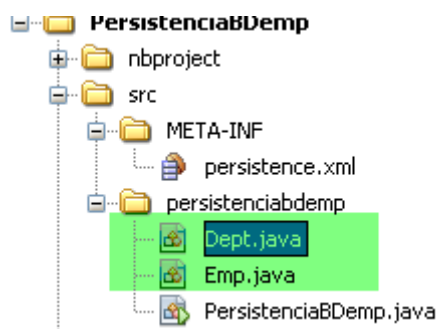 PersistenciaBDemp
nbproject
src
META-INF
persistence.xml
persistenciabdemp
Dept.java
Emp.java
PersistenciaBDemp.java